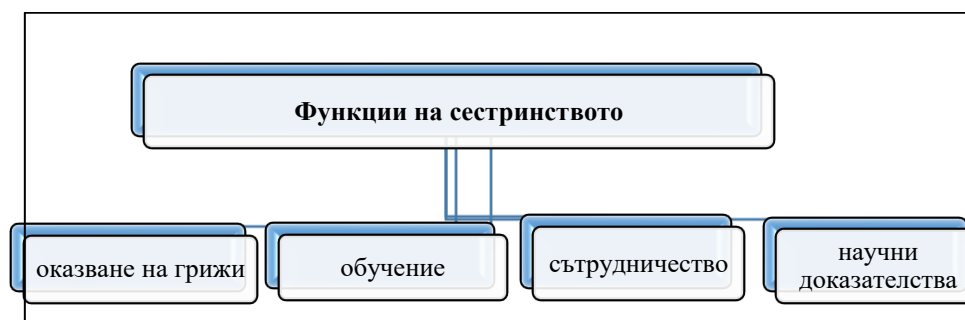 Функции на сестринството
оказване на грижи
обучение
сътрудничество
научни
доказателства